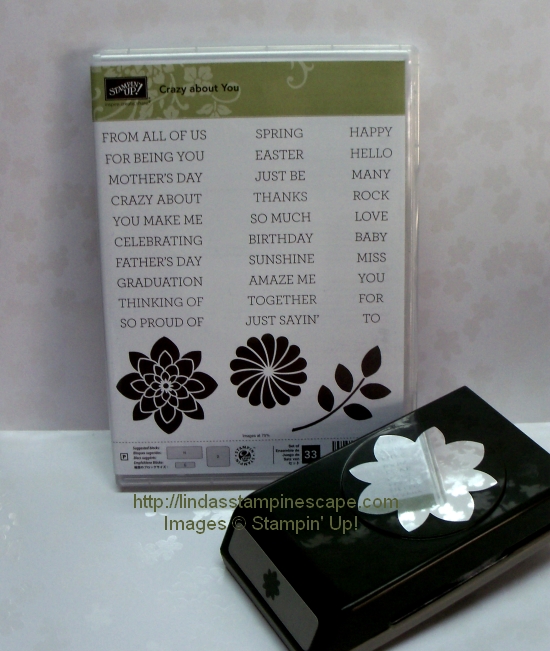 STAMPIN' UP!
Crazy about You
FROM ALL OF US SPRING HAPPY
FOR BEING YOU EASTER HELLO
MOTHER'S DAY JUST BE MANY
CRAZY ABOUT THANKS ROCK
YOU MAKE ME SO MUCH LOVE
CELEBRATING BIRTHDAY BABY
FATHER'S DAY SUNSHINE MISS
GRADUATION AMAZE ME YOU
THINKING OF TOGETHER FOR
SO PROUD OF JUST SAYIN' TO
Images at 70%
33
http://lindasstampinescape.com/
Images © Stampin' Up!